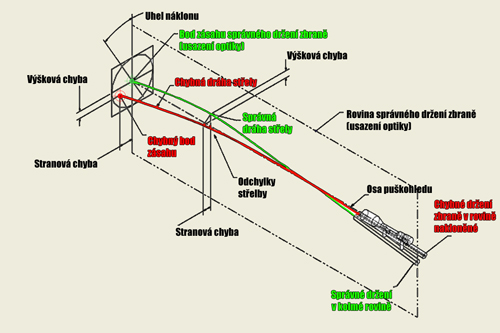 Úhel náklonu
Bod zásahu správného držení zbraně
(usazení optiky)
Výšková chyba
Chybná dráha střely
Výšková chyba
Správná
dráha střely
Rovina správného držení zbraně
(usazení optiky)
Chybný bod
zásahu
Stranová chyba
Odchylky
střelby
Osa puškohledu
Chybné držení
zbraně v rovině
nakloněné
Stranová chyba
Správné držení
v kolmé rovině